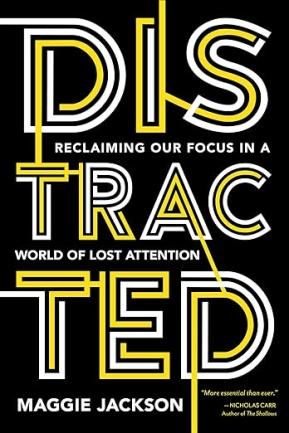 DIS
RECLAIMING OUR FOCUS IN A
TRAC
WORLD OF LOST ATTENTION
TED
"More essential than ever."
—NICHOLAS CARR,
Author of The Shallows
MAGGIE JACKSON